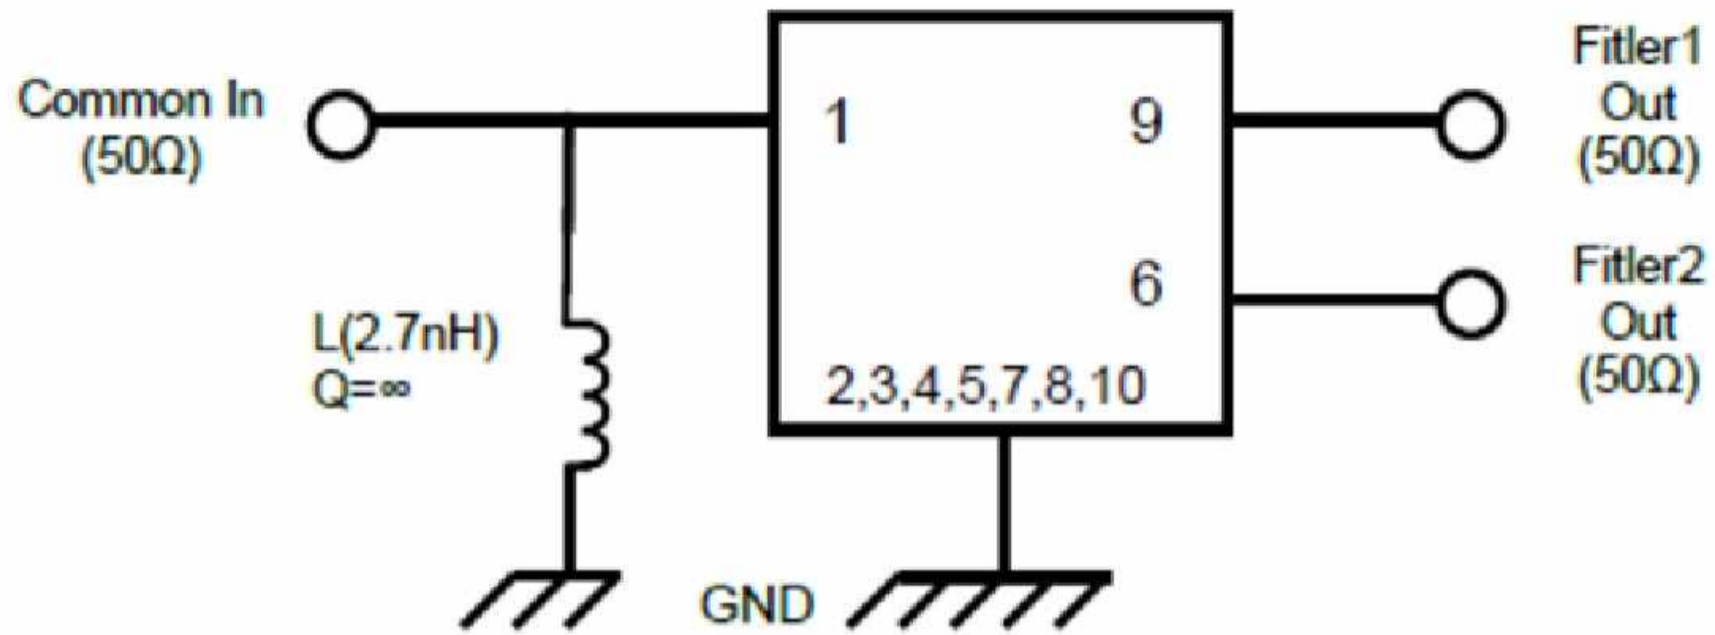 Common In
(50Ω)
L(2.7nH)
Q=∞
1
9
6
2,3,4,5,7,8,10
GND
Fitler1
Out
(50Ω)
Fitler2
Out
(50Ω)